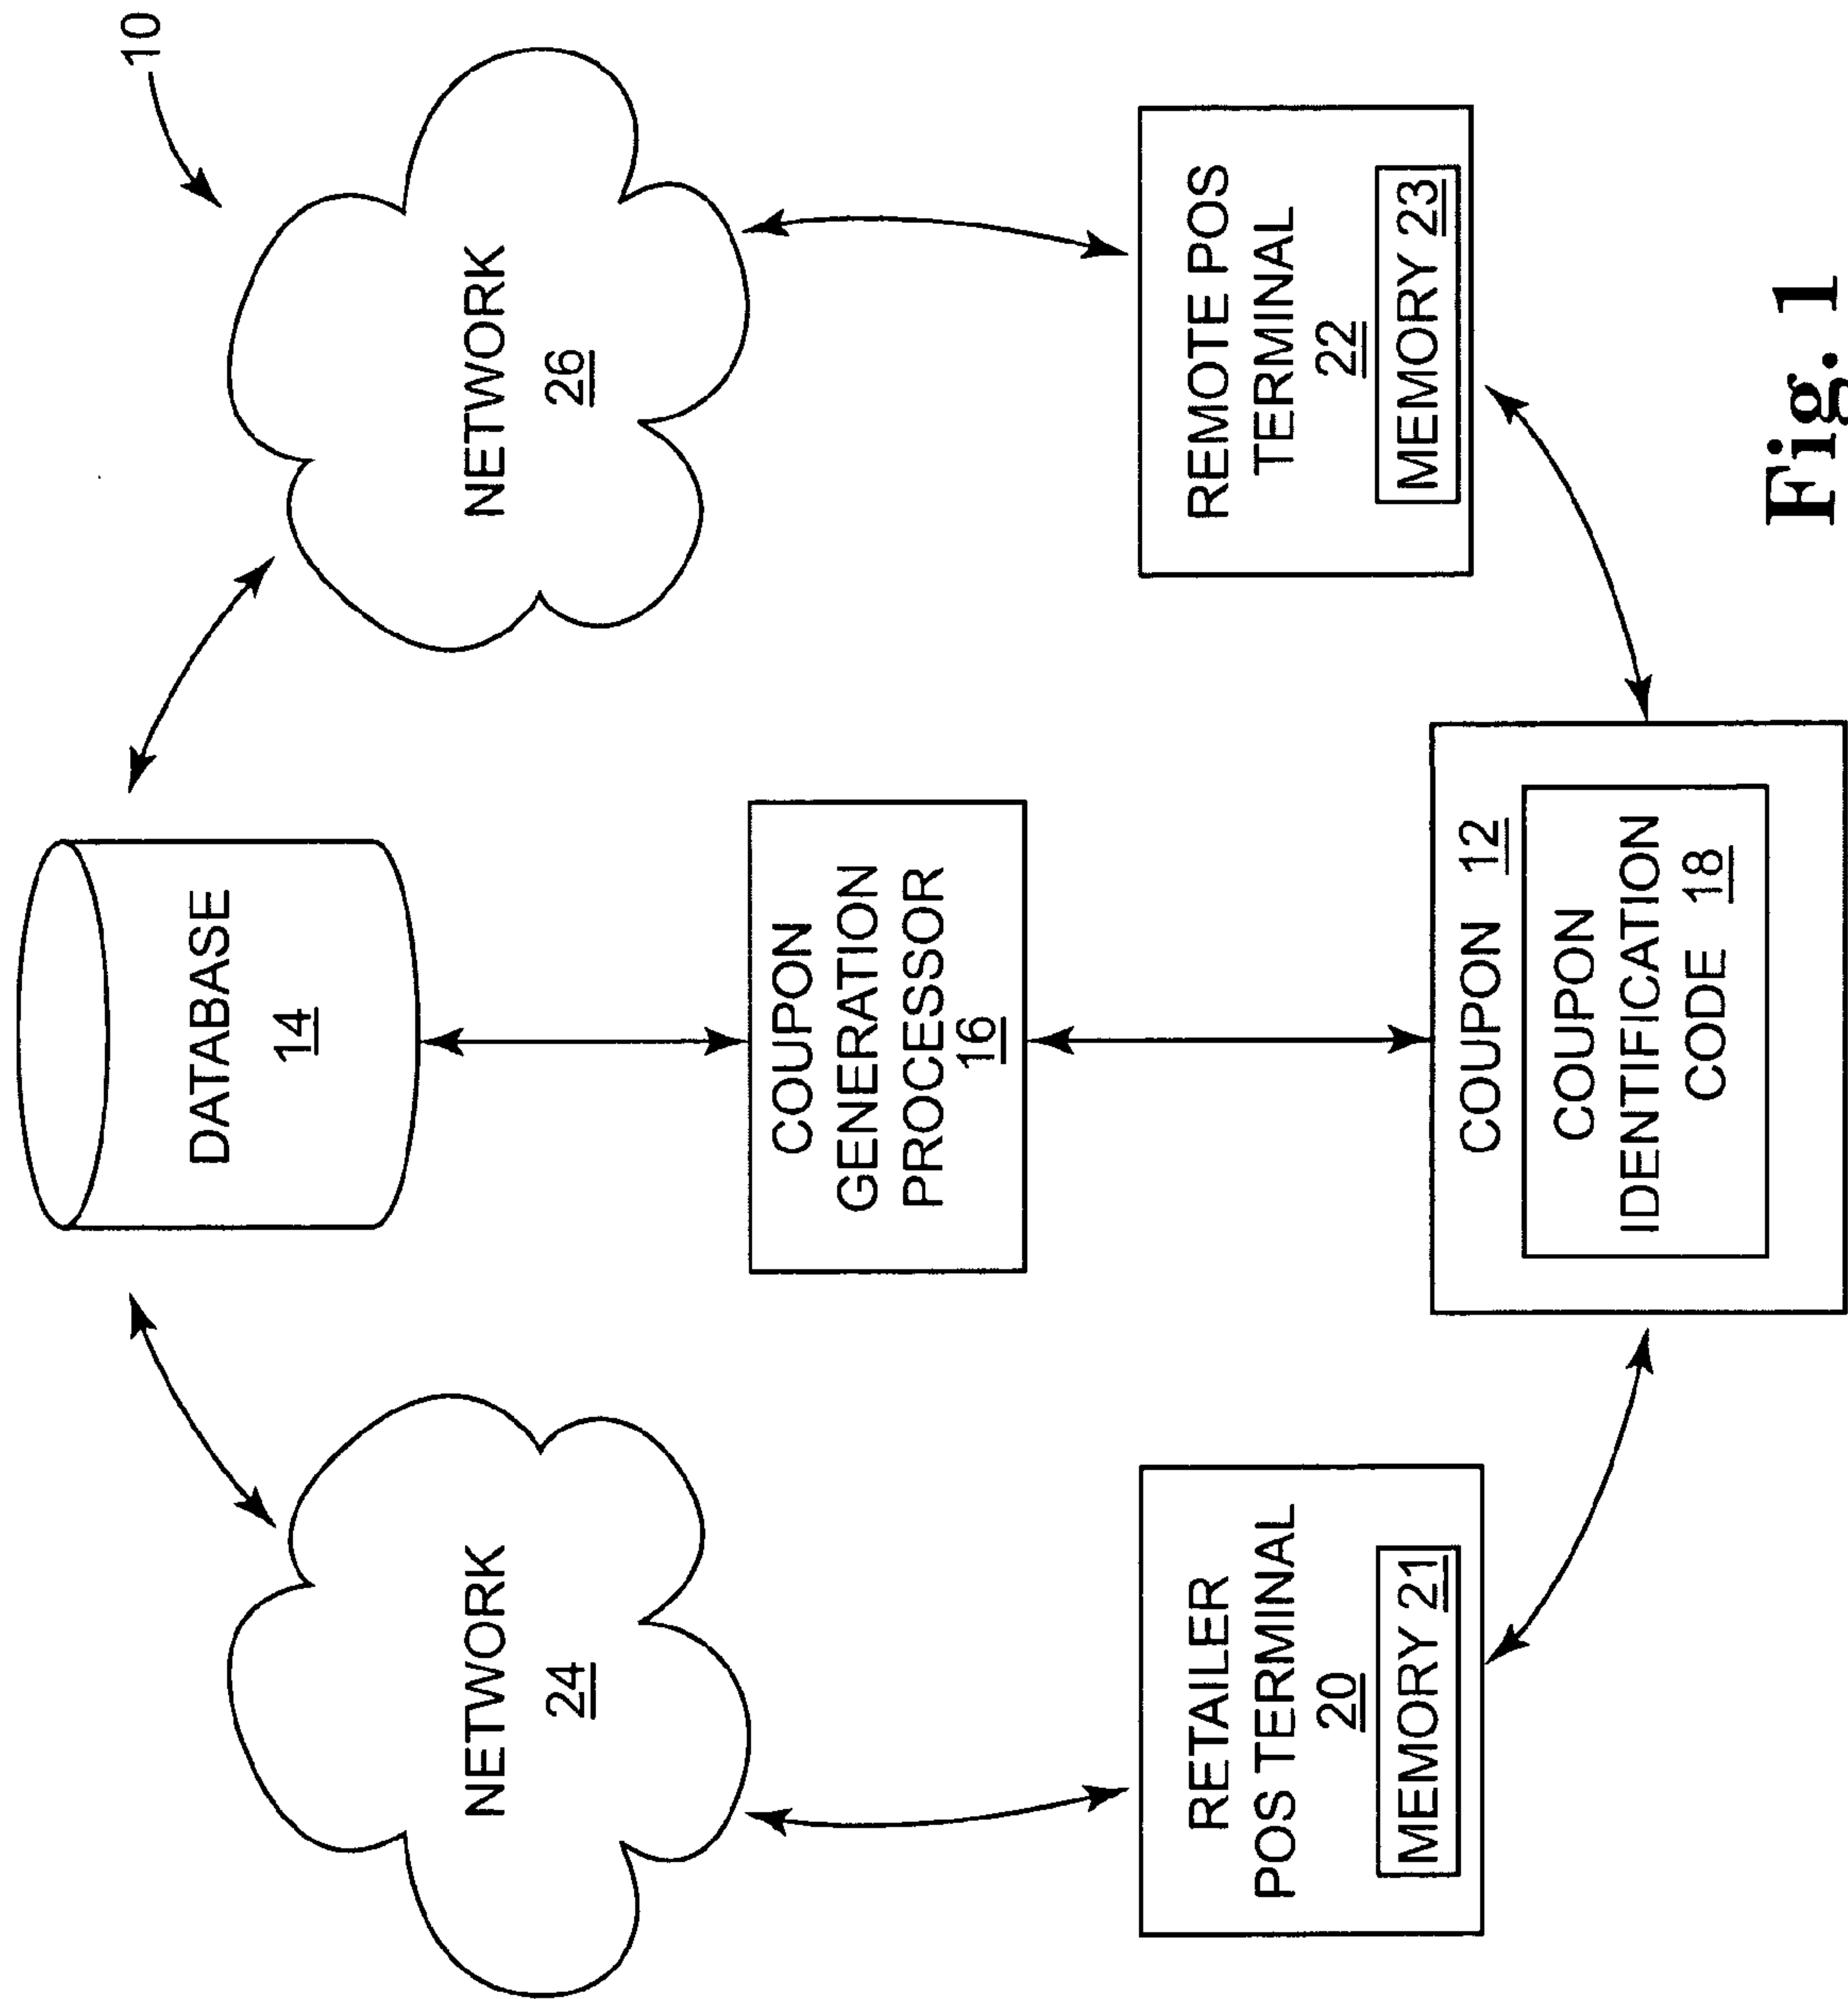 10
DATABASE
14
NETWORK
24
NETWORK
26
COUPON
GENERATION
PROCESSOR
16
RETAILER
POS TERMINAL
20
MEMORY 21
REMOTE POS
TERMINAL
22
MEMORY 23
COUPON 12
COUPON
IDENTIFICATION
CODE 18
Fig. 1